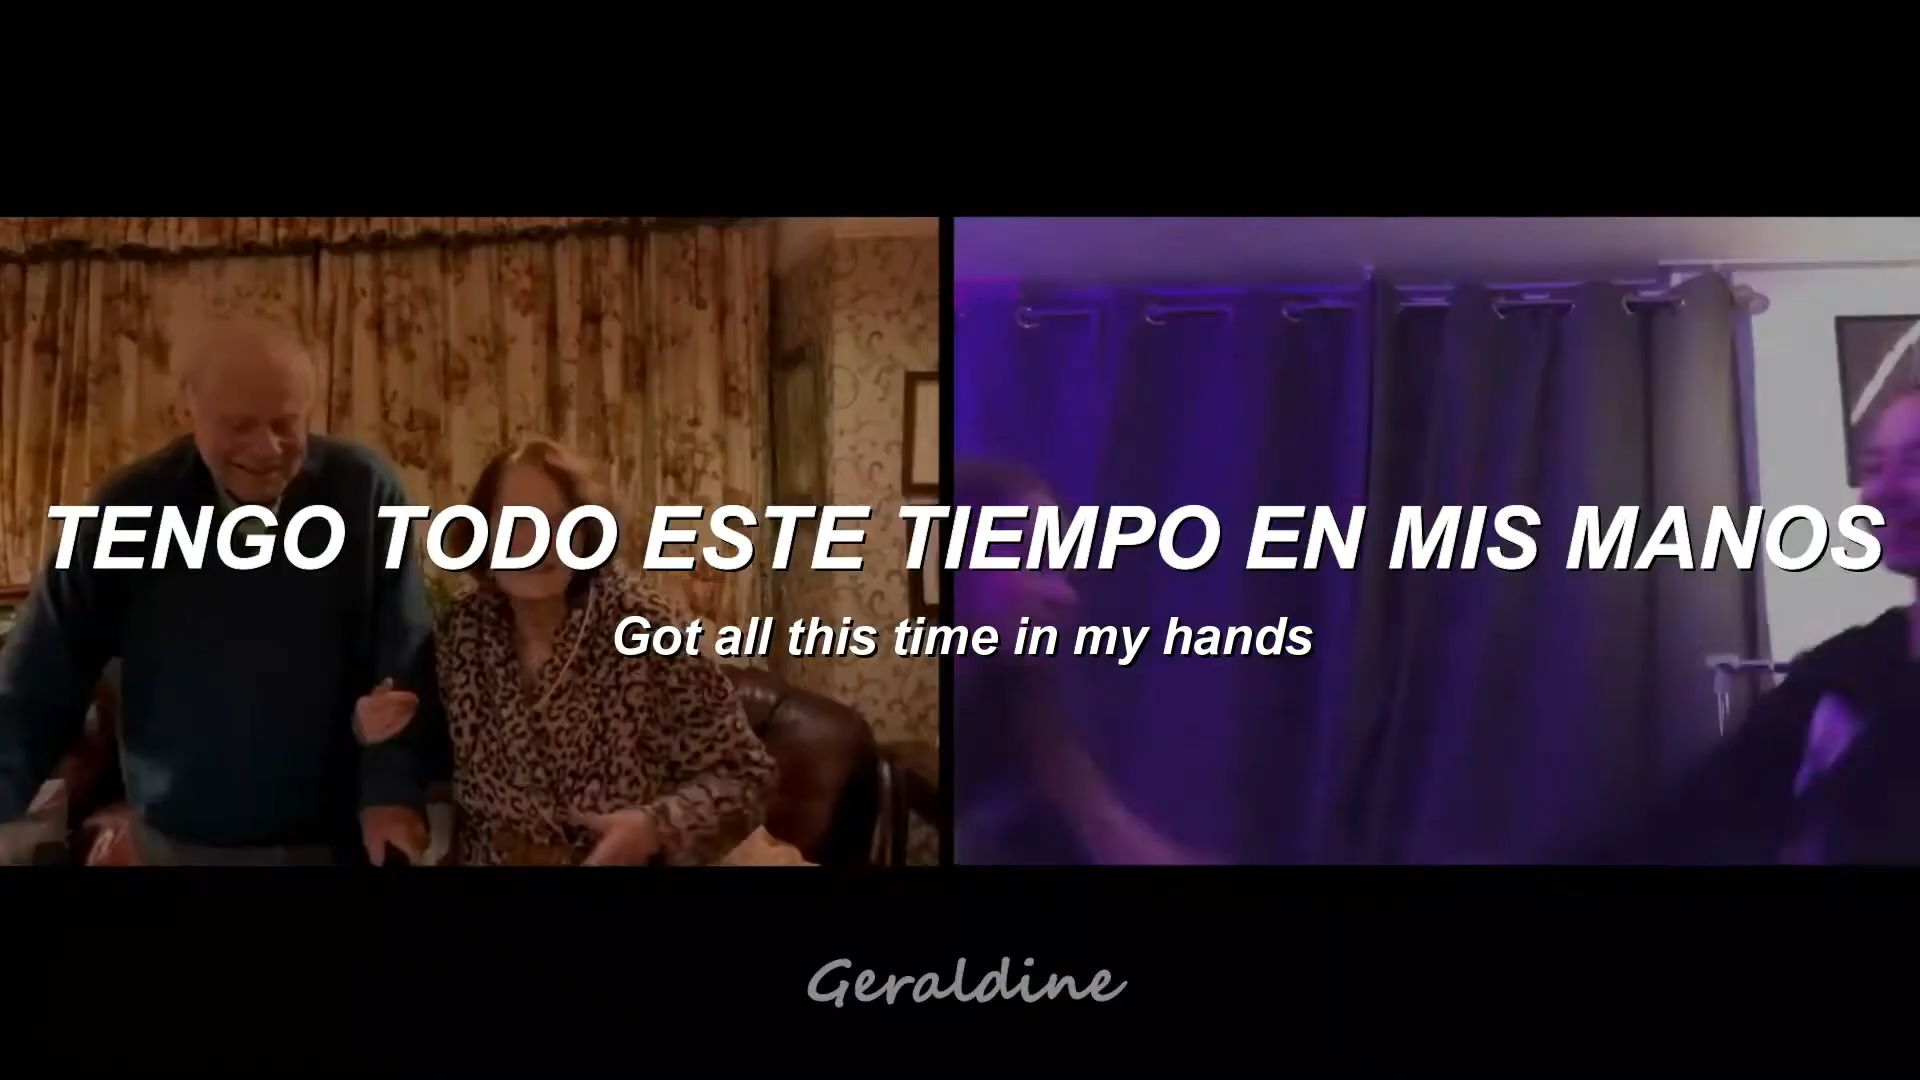 TENGO TODO ESTE TIEMPO EN MIS MANOS
Got all this time in my hands
Geraldine